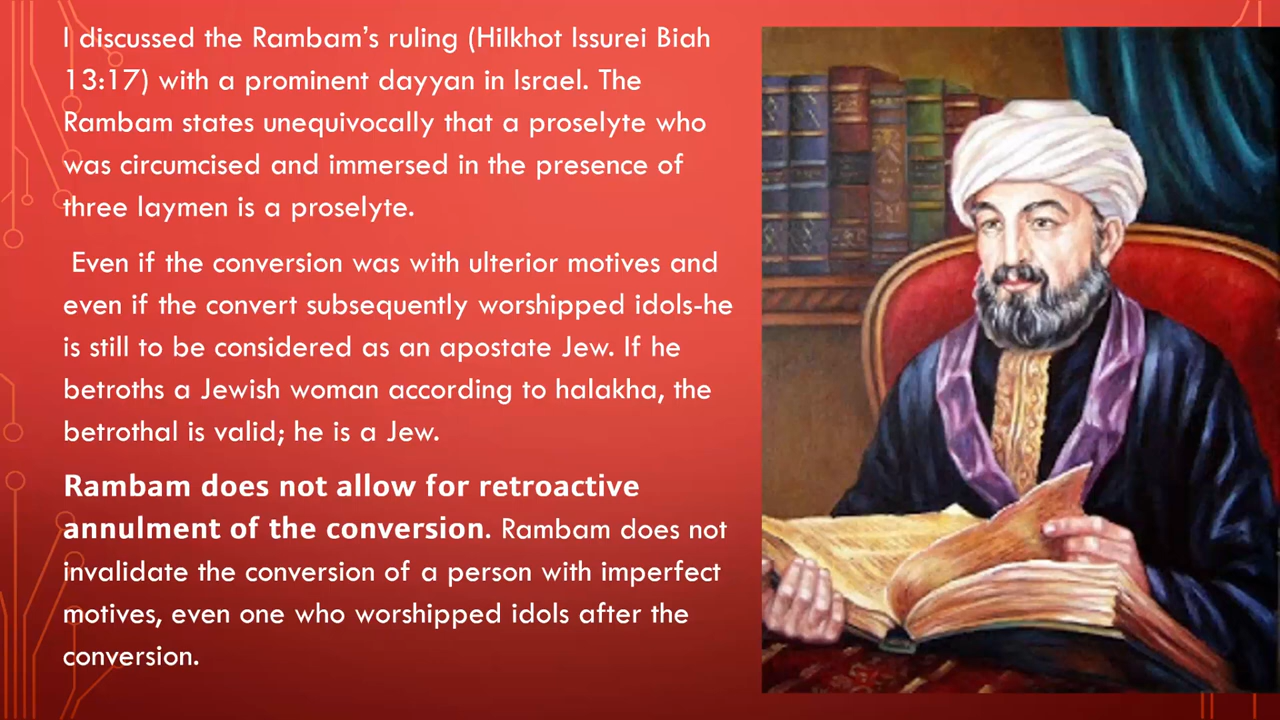 I discussed the Rambam’s ruling (Hilkhot Issurei Biah
13:17) with a prominent dayyan in Israel. The
Rambam states unequivocally that a proselyte who
was circumcised and immersed in the presence of
three laymen is a proselyte.
Even if the conversion was with ulterior motives and
even if the convert subsequently worshipped idols-he
is still to be considered as an apostate Jew. If he
betroths a Jewish woman according to halakha, the
betrothal is valid; he is a Jew.
Rambam does not allow for retroactive
annulment of the conversion. Rambam does not
invalidate the conversion of a person with imperfect
motives, even one who worshipped idols after the
conversion.